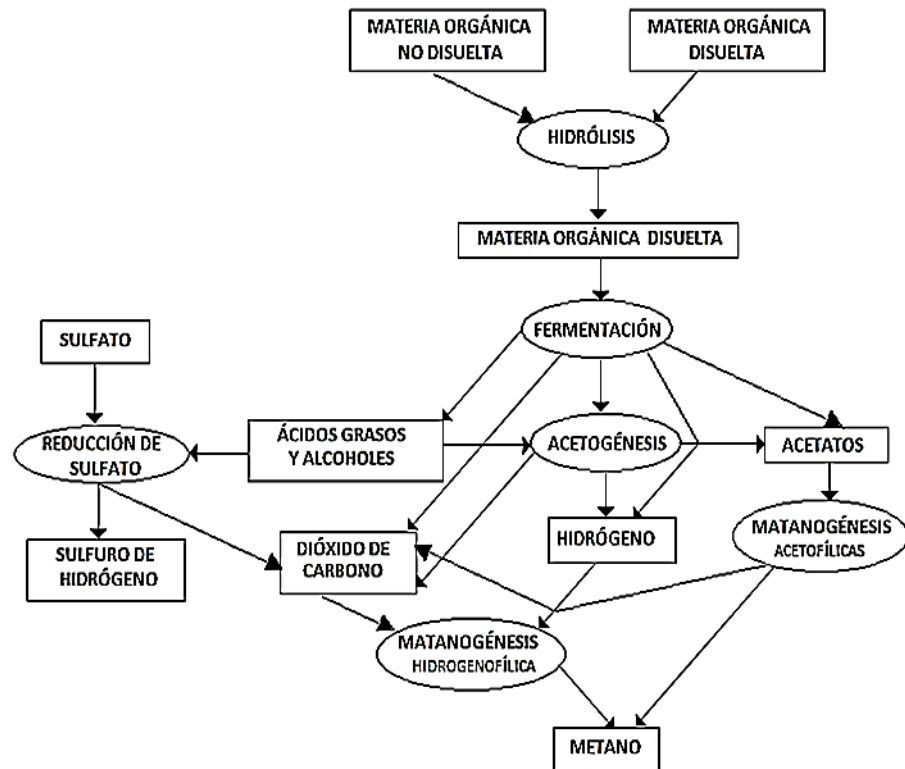 MATERIA ORGÁNICA
NO DISUELTA
MATERIA ORGÁNICA
DISUELTA
HIDRÓLISIS
MATERIA ORGÁNICA DISUELTA
FERMENTACIÓN
SULFATO
REDUCCIÓN DE
SULFATO
ÁCIDOS GRASOS
Y ALCOHOLES
ACETOGÉNESIS
ACETATOS
SULFURO DE
HIDRÓGENO
DIÓXIDO DE
CARBONO
HIDRÓGENO
MATANOGÉNESIS
ACETOFÍLICAS
MATANOGÉNESIS
HIDROGENOFÍLICA
METANO